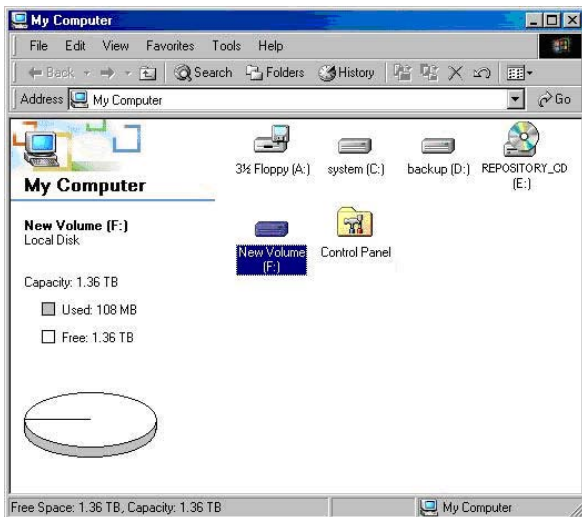 My Computer
File Edit View Favorites Tools Help
Back Search Folders History
Address My Computer Go
My Computer
New Volume (F:)
Local Disk
Capacity: 1.36 TB
Used: 108 MB
Free: 1.36 TB
3½ Floppy (A:) system (C:) backup (D:) REPOSITORY_CD
(E:)
New Volume Control Panel
(F:)
Free Space: 1.36 TB, Capacity: 1.36 TB My Computer